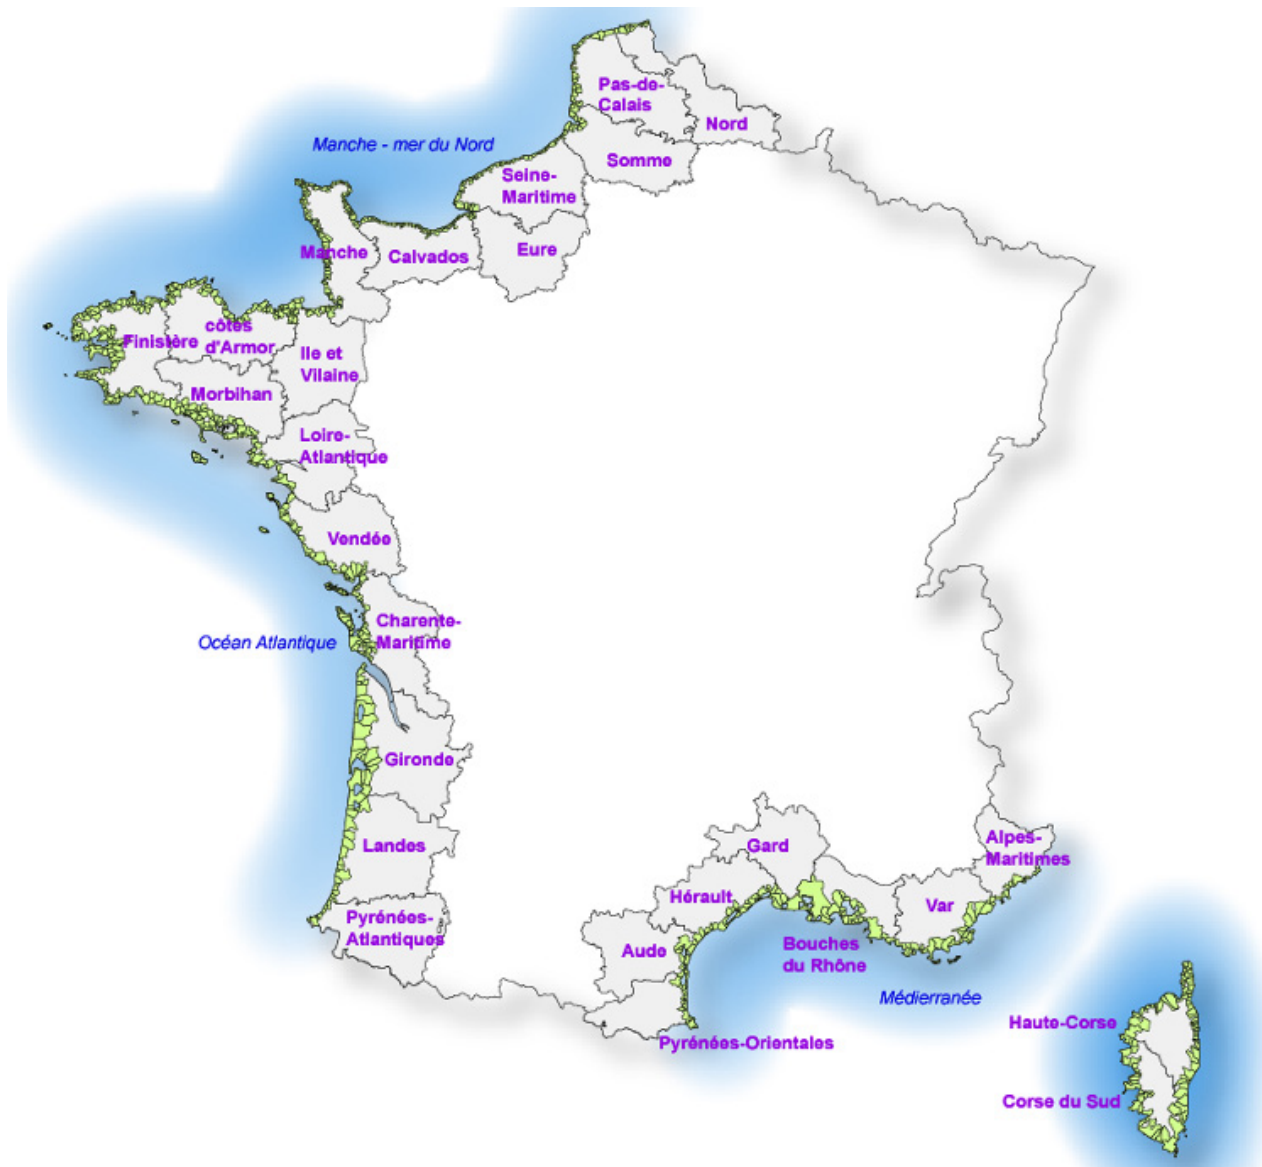 Pas-de-
Calais
Nord
Manche - mer du Nord
Somme
Seine-
Maritime
Manche
Calvados
Eure
Finistère
côtes
d'Armor
Ile et
Vilaine
Morbihan
Loire-
Atlantique
Vendée
Charente-
Maritime
Océan Atlantique
Gironde
Landes
Gard
Alpes-
Maritimes
Hérault
Var
Pyrénées-
Atlantiques
Aude
Bouches
du Rhône
Médierranée
Haute-Corse
Pyrénées-Orientales
Corse du Sud